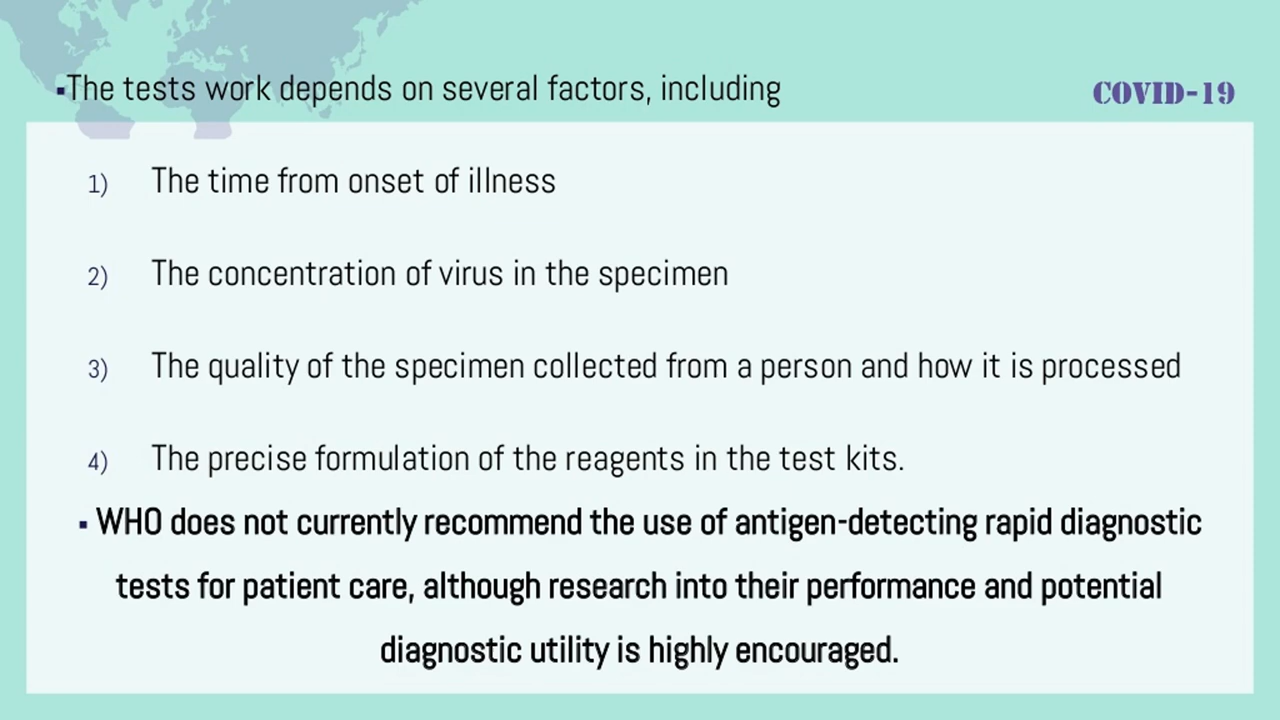 ▪The tests work depends on several factors, including
COVID-19
1) The time from onset of illness
2) The concentration of virus in the specimen
3) The quality of the specimen collected from a person and how it is processed
4) The precise formulation of the reagents in the test kits.
▪ WHO does not currently recommend the use of antigen-detecting rapid diagnostic
tests for patient care, although research into their performance and potential
diagnostic utility is highly encouraged.